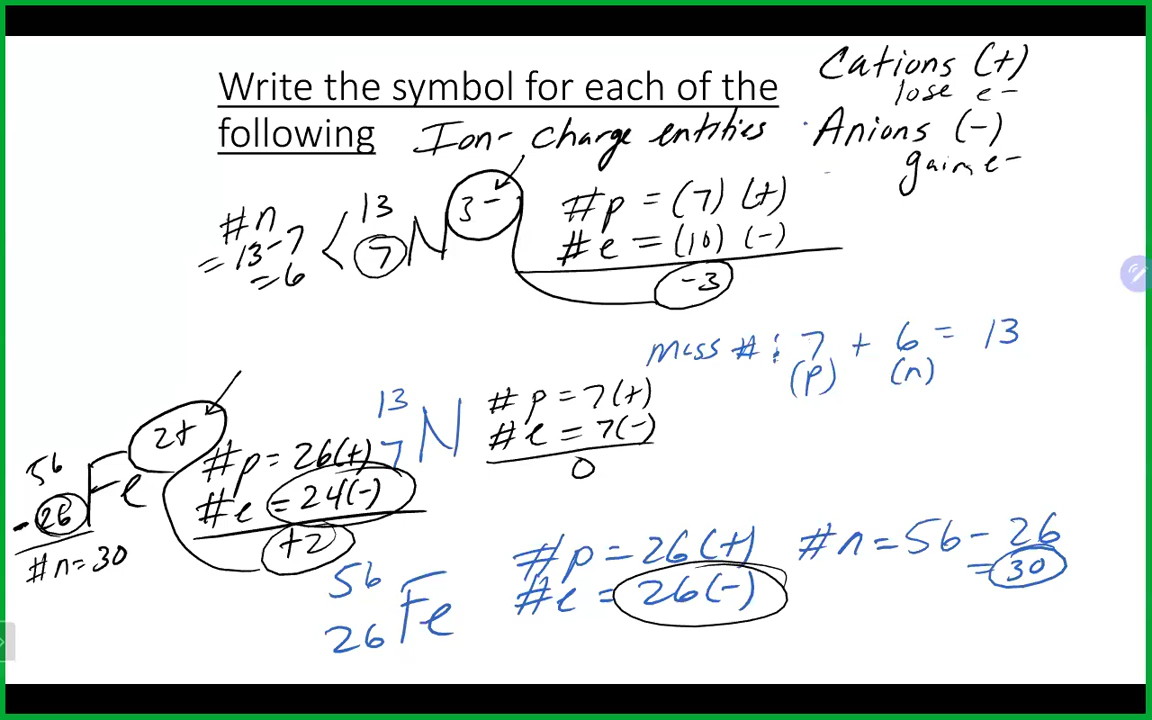 Write the symbol for each of the
following Ion- charge entities
Cations (+)
lose e-
Anions (-)
gain e-
#n
= 13-7
= 6
13
7 N 3-
#p = (7) (+)
#e = (10) (-)
-3
mass # : 7 + 6 = 13
(p) (n)
13
7 N
#p = 7(+)
#e = 7(-)
0
56
- 26 Fe 2+
#n = 30
#p = 26(+)
#e = 24(-)
+2
56
26 Fe
#p = 26(+)
#e = 26(-)
#n = 56 - 26
= 30